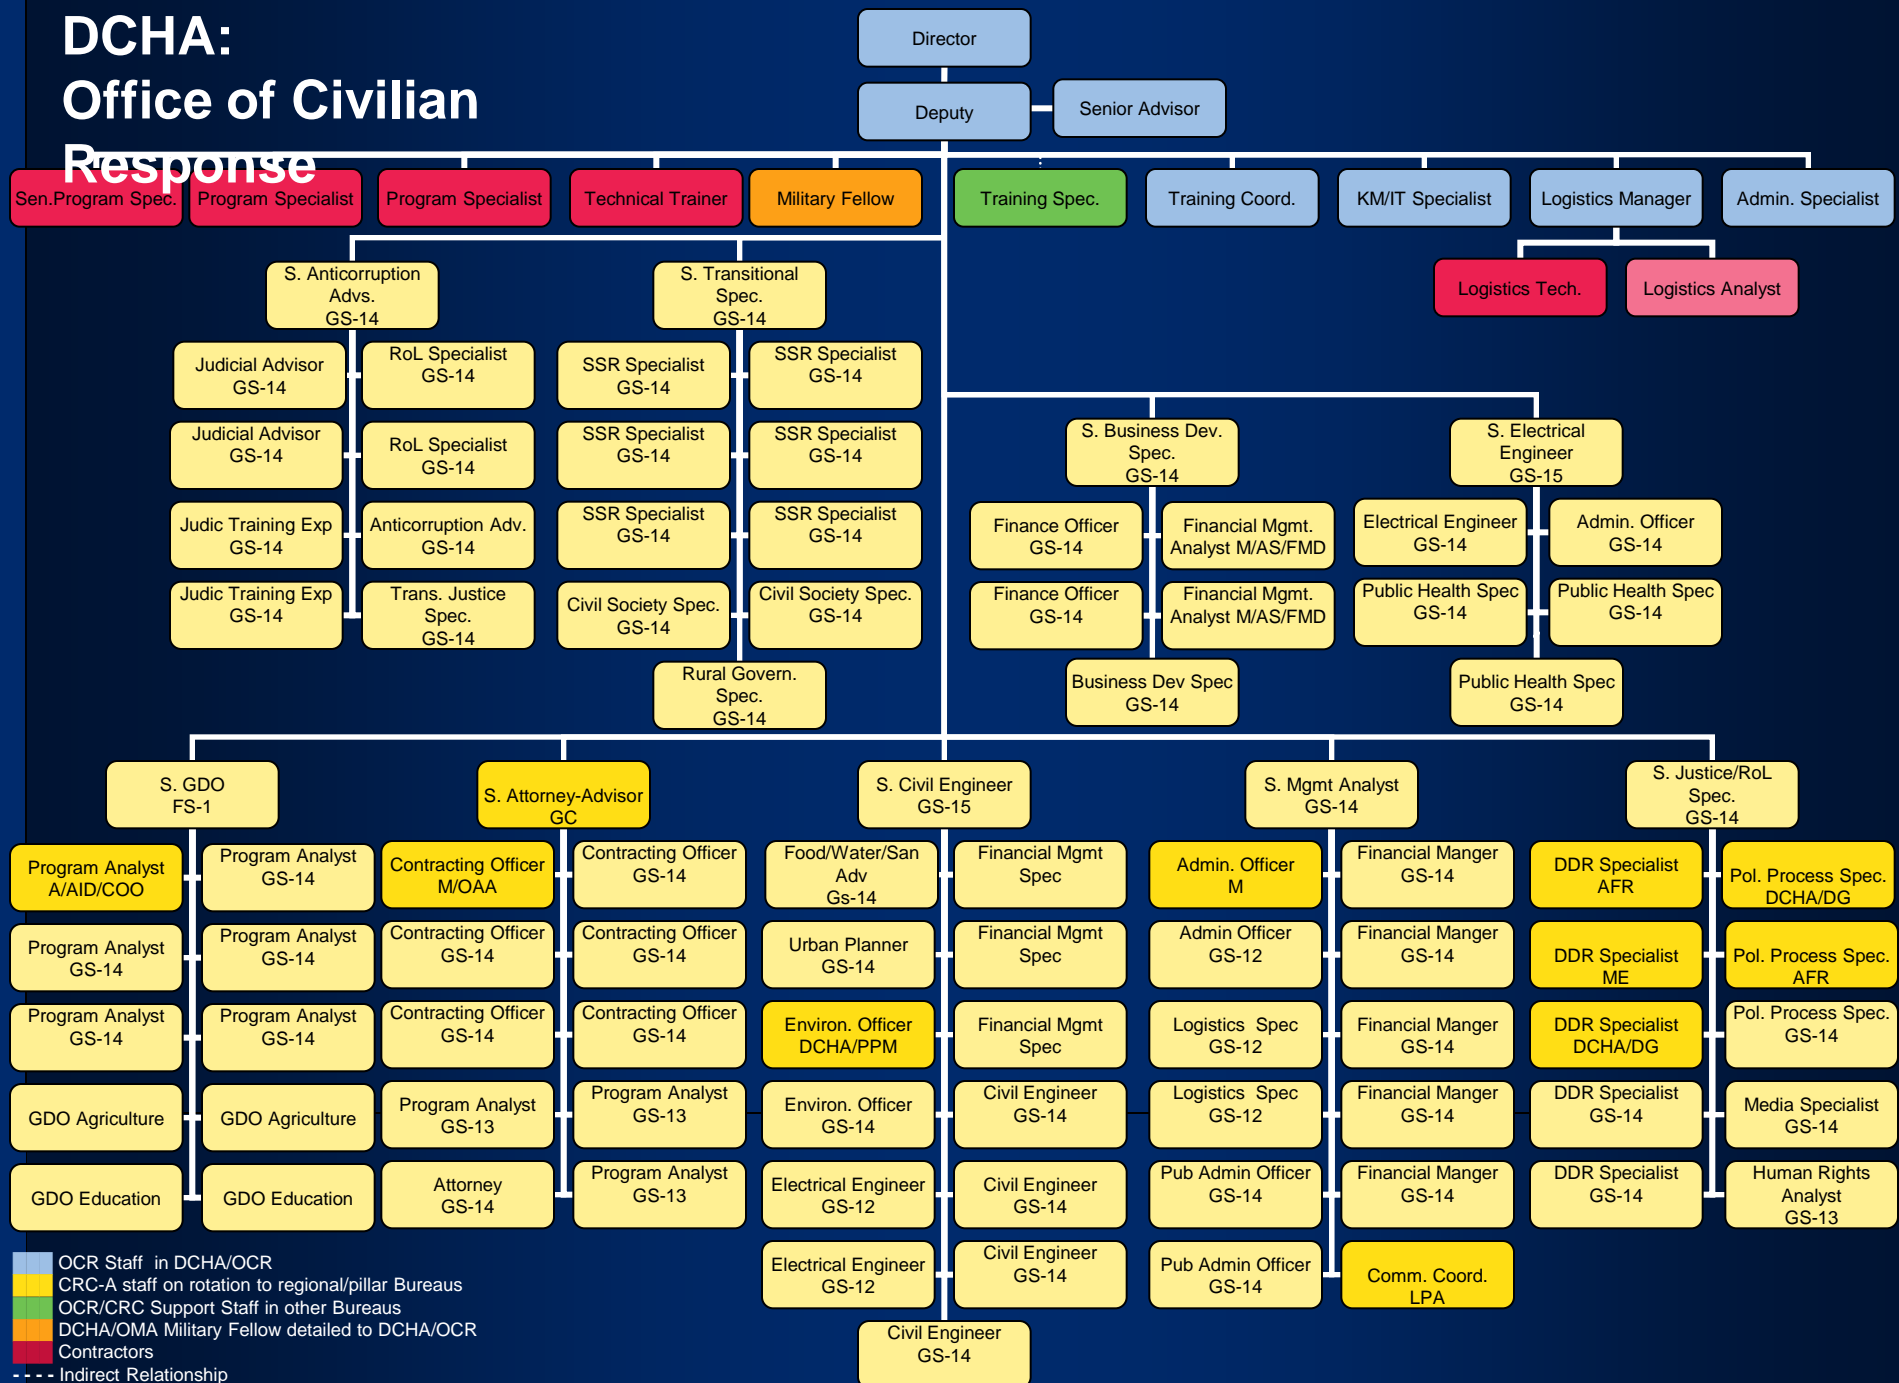 DCHA:
Office of Civilian
Response
Director
Deputy
Senior Advisor
Sen.Program Spec.
Program Specialist
Program Specialist
Technical Trainer
Military Fellow
Training Spec.
Training Coord.
KM/IT Specialist
Logistics Manager
Admin. Specialist
Logistics Tech.
Logistics Analyst
S. Anticorruption
Advs.
GS-14
S. Transitional
Spec.
GS-14
Judicial Advisor
GS-14
RoL Specialist
GS-14
Judicial Advisor
GS-14
RoL Specialist
GS-14
Judic Training Exp
GS-14
Anticorruption Adv.
GS-14
Judic Training Exp
GS-14
Trans. Justice
Spec.
GS-14
SSR Specialist
GS-14
SSR Specialist
GS-14
SSR Specialist
GS-14
SSR Specialist
GS-14
SSR Specialist
GS-14
SSR Specialist
GS-14
Civil Society Spec.
GS-14
Civil Society Spec.
GS-14
Rural Govern.
Spec.
GS-14
S. Business Dev.
Spec.
GS-14
S. Electrical
Engineer
GS-15
Finance Officer
GS-14
Financial Mgmt.
Analyst M/AS/FMD
Finance Officer
GS-14
Financial Mgmt.
Analyst M/AS/FMD
Business Dev Spec
GS-14
Electrical Engineer
GS-14
Admin. Officer
GS-14
Public Health Spec
GS-14
Public Health Spec
GS-14
Public Health Spec
GS-14
S. GDO
FS-1
S. Attorney-Advisor
GC
S. Civil Engineer
GS-15
S. Mgmt Analyst
GS-14
S. Justice/RoL
Spec.
GS-14
Program Analyst
A/AID/COO
Program Analyst
GS-14
Program Analyst
GS-14
Program Analyst
GS-14
Program Analyst
GS-14
Program Analyst
GS-14
GDO Agriculture
GDO Agriculture
GDO Education
GDO Education
Contracting Officer
M/OAA
Contracting Officer
GS-14
Contracting Officer
GS-14
Contracting Officer
GS-14
Contracting Officer
GS-14
Contracting Officer
GS-14
Program Analyst
GS-13
Program Analyst
GS-13
Attorney
GS-14
Program Analyst
GS-13
Food/Water/San
Adv
Gs-14
Financial Mgmt
Spec
Urban Planner
GS-14
Financial Mgmt
Spec
Environ. Officer
DCHA/PPM
Financial Mgmt
Spec
Environ. Officer
GS-14
Civil Engineer
GS-14
Electrical Engineer
GS-12
Civil Engineer
GS-14
Electrical Engineer
GS-12
Civil Engineer
GS-14
Civil Engineer
GS-14
Admin. Officer
M
Financial Manger
GS-14
Admin Officer
GS-12
Financial Manger
GS-14
Logistics  Spec
GS-12
Financial Manger
GS-14
Logistics  Spec
GS-12
Financial Manger
GS-14
Pub Admin Officer
GS-14
Financial Manger
GS-14
Pub Admin Officer
GS-14
Comm. Coord.
LPA
DDR Specialist
AFR
Pol. Process Spec.
DCHA/DG
DDR Specialist
ME
Pol. Process Spec.
AFR
DDR Specialist
DCHA/DG
Pol. Process Spec.
GS-14
DDR Specialist
GS-14
Media Specialist
GS-14
DDR Specialist
GS-14
Human Rights
Analyst
GS-13
OCR Staff  in DCHA/OCR
CRC-A staff on rotation to regional/pillar Bureaus
OCR/CRC Support Staff in other Bureaus
DCHA/OMA Military Fellow detailed to DCHA/OCR
Contractors
- - - - Indirect Relationship